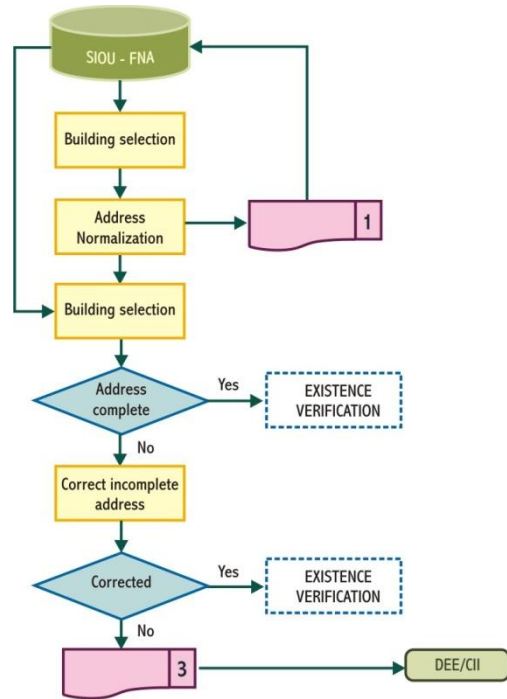 SIOU - FNA
Building selection
Address
Normalization
1
Building selection
Address
complete
Yes
EXISTENCE
VERIFICATION
No
Correct incomplete
address
Corrected
Yes
EXISTENCE
VERIFICATION
No
3
DEE/CII